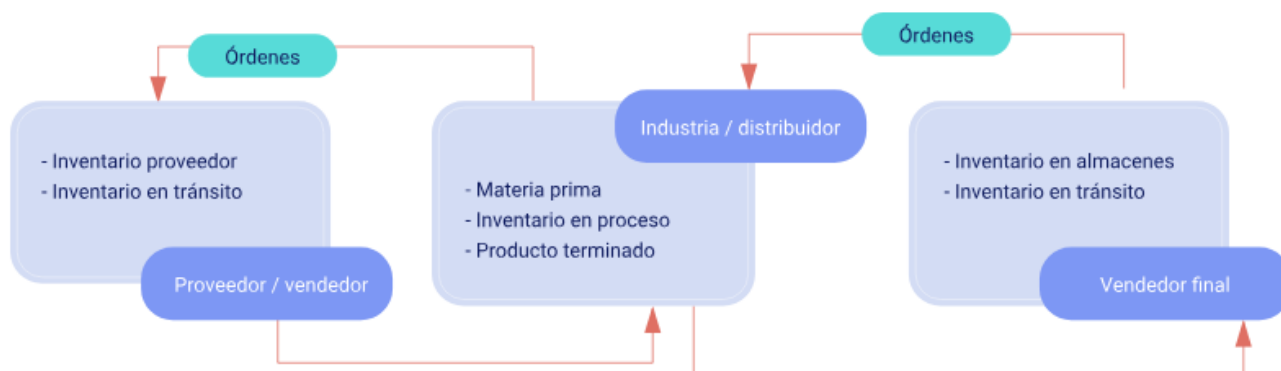 Órdenes
Órdenes
- Inventario proveedor
- Inventario en tránsito
Proveedor / vendedor
Industria / distribuidor
- Materia prima
- Inventario en proceso
- Producto terminado
- Inventario en almacenes
- Inventario en tránsito
Vendedor final